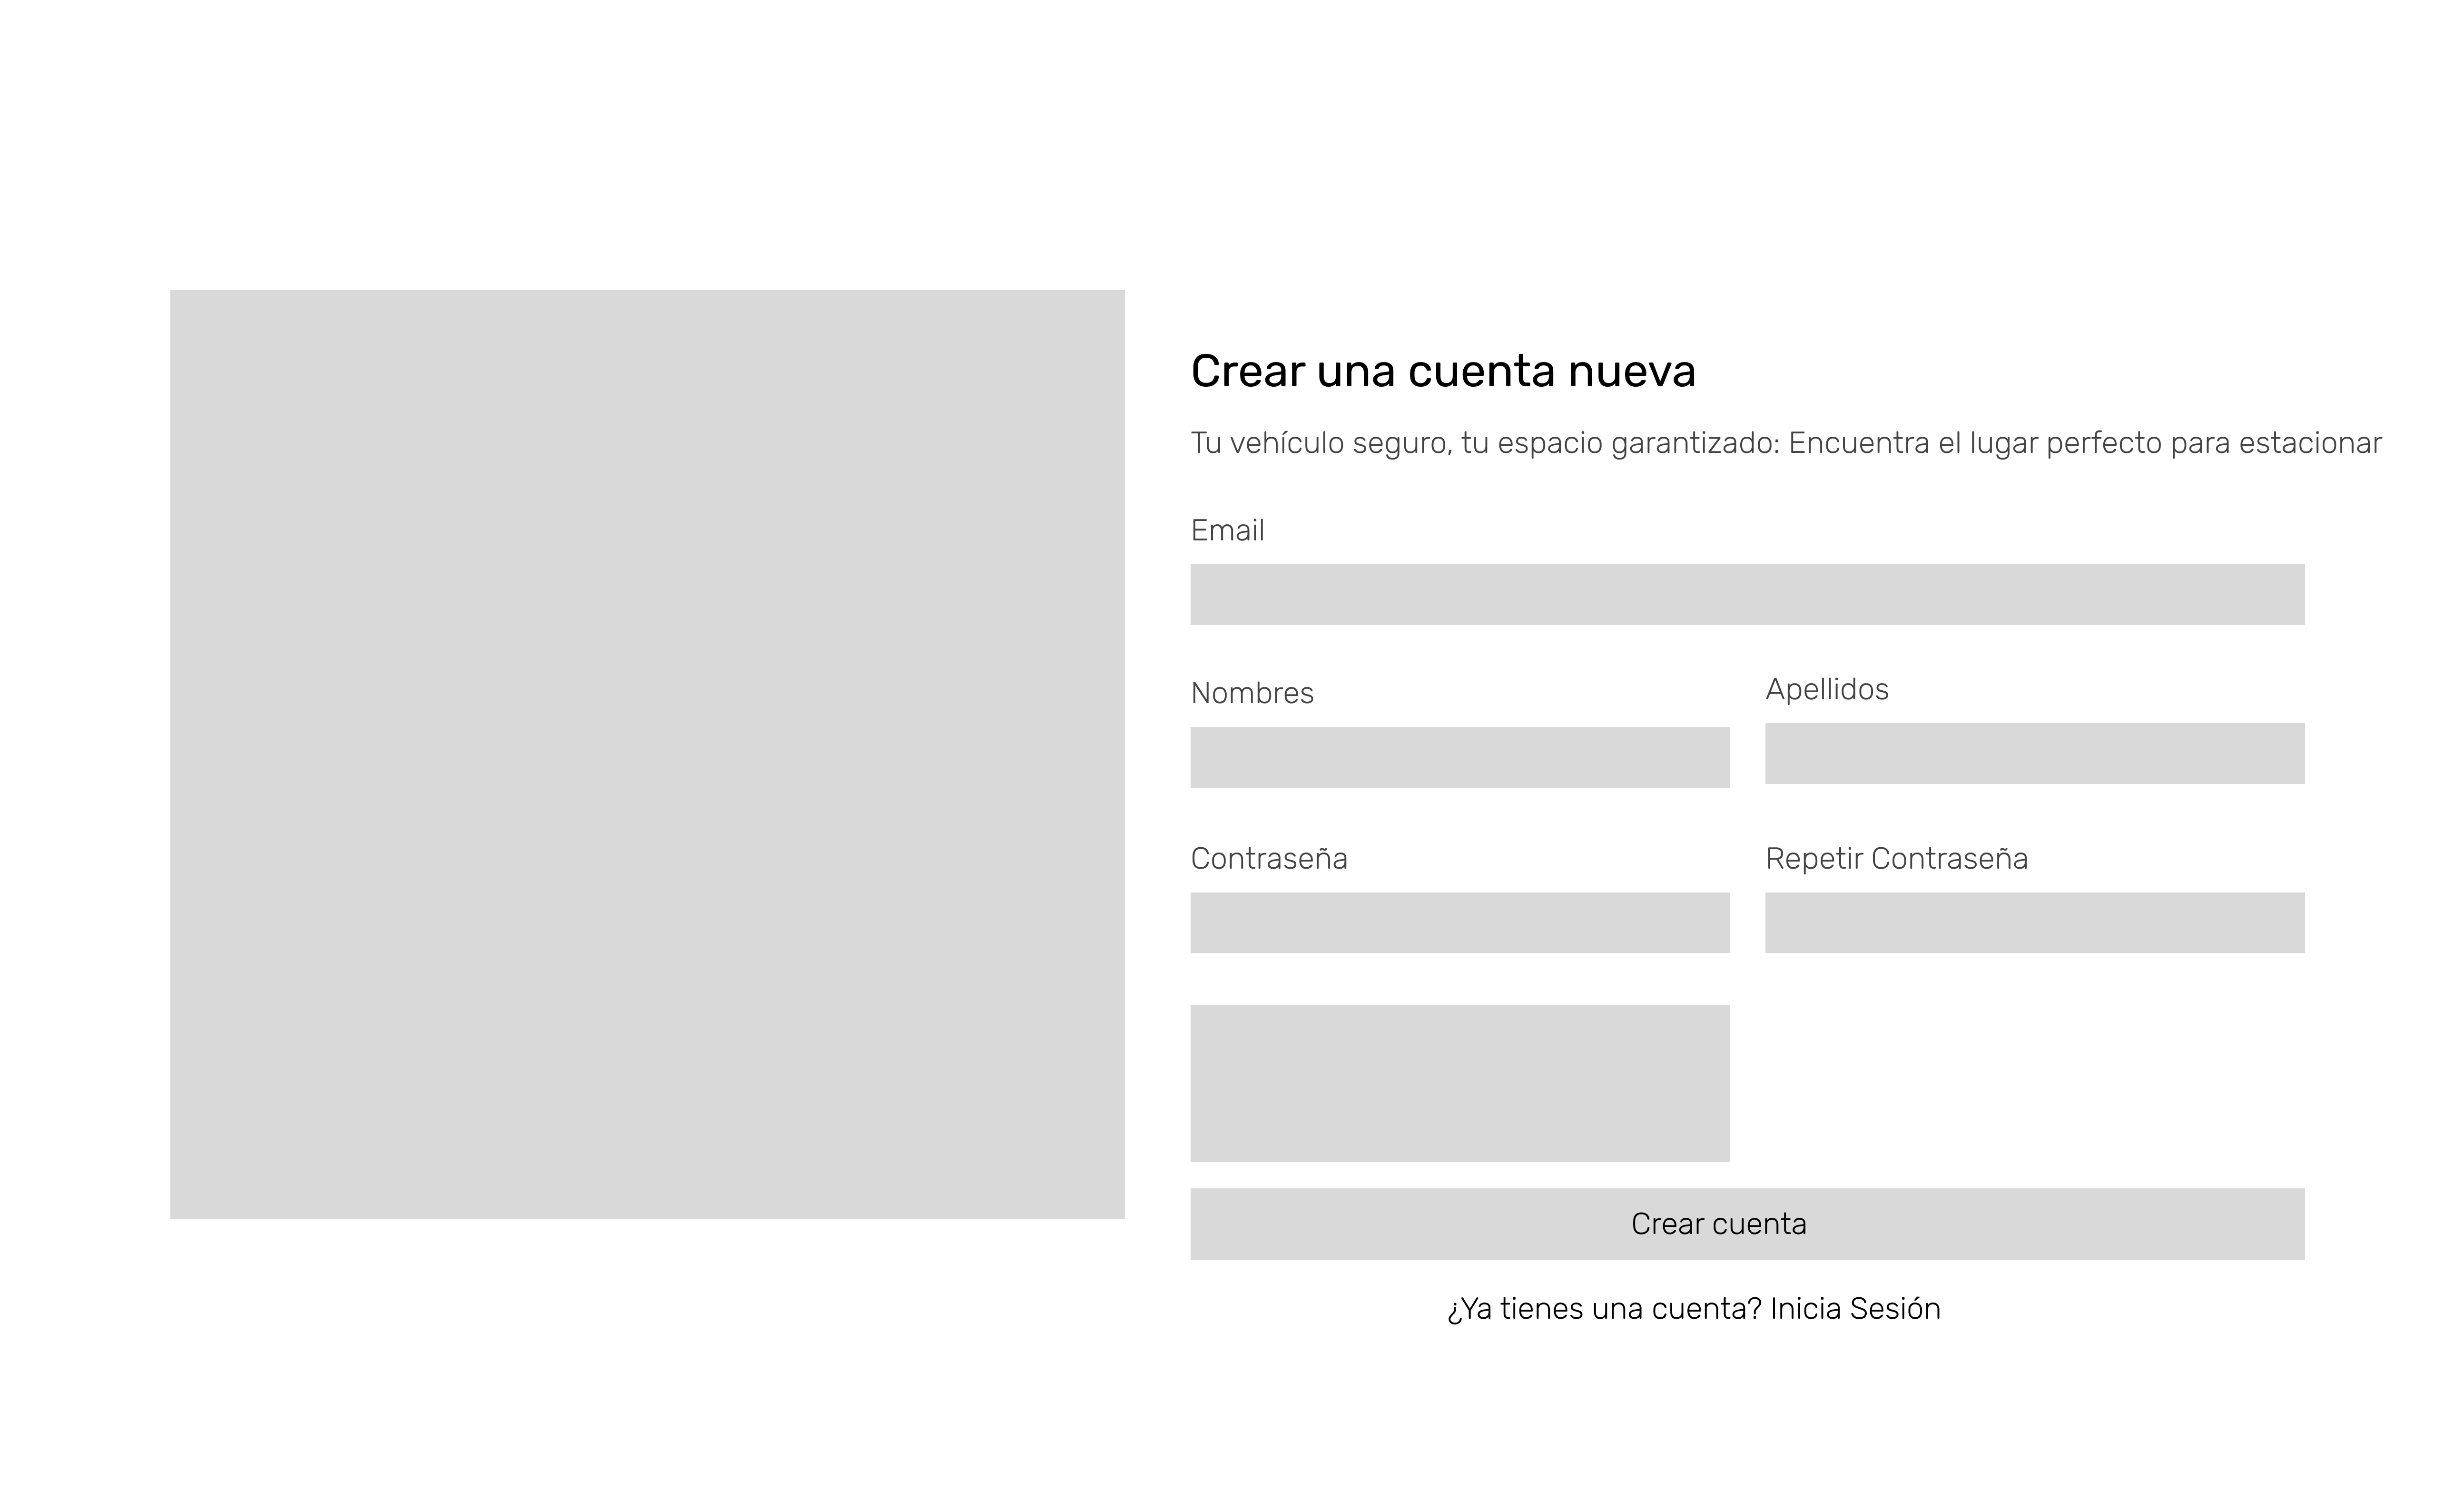 Crear una cuenta nueva
Tu vehículo seguro, tu espacio garantizado: Encuentra el lugar perfecto para estacionar
Email
Nombres
Apellidos
Contraseña
Repetir Contraseña
Crear cuenta
¿Ya tienes una cuenta? Inicia Sesión